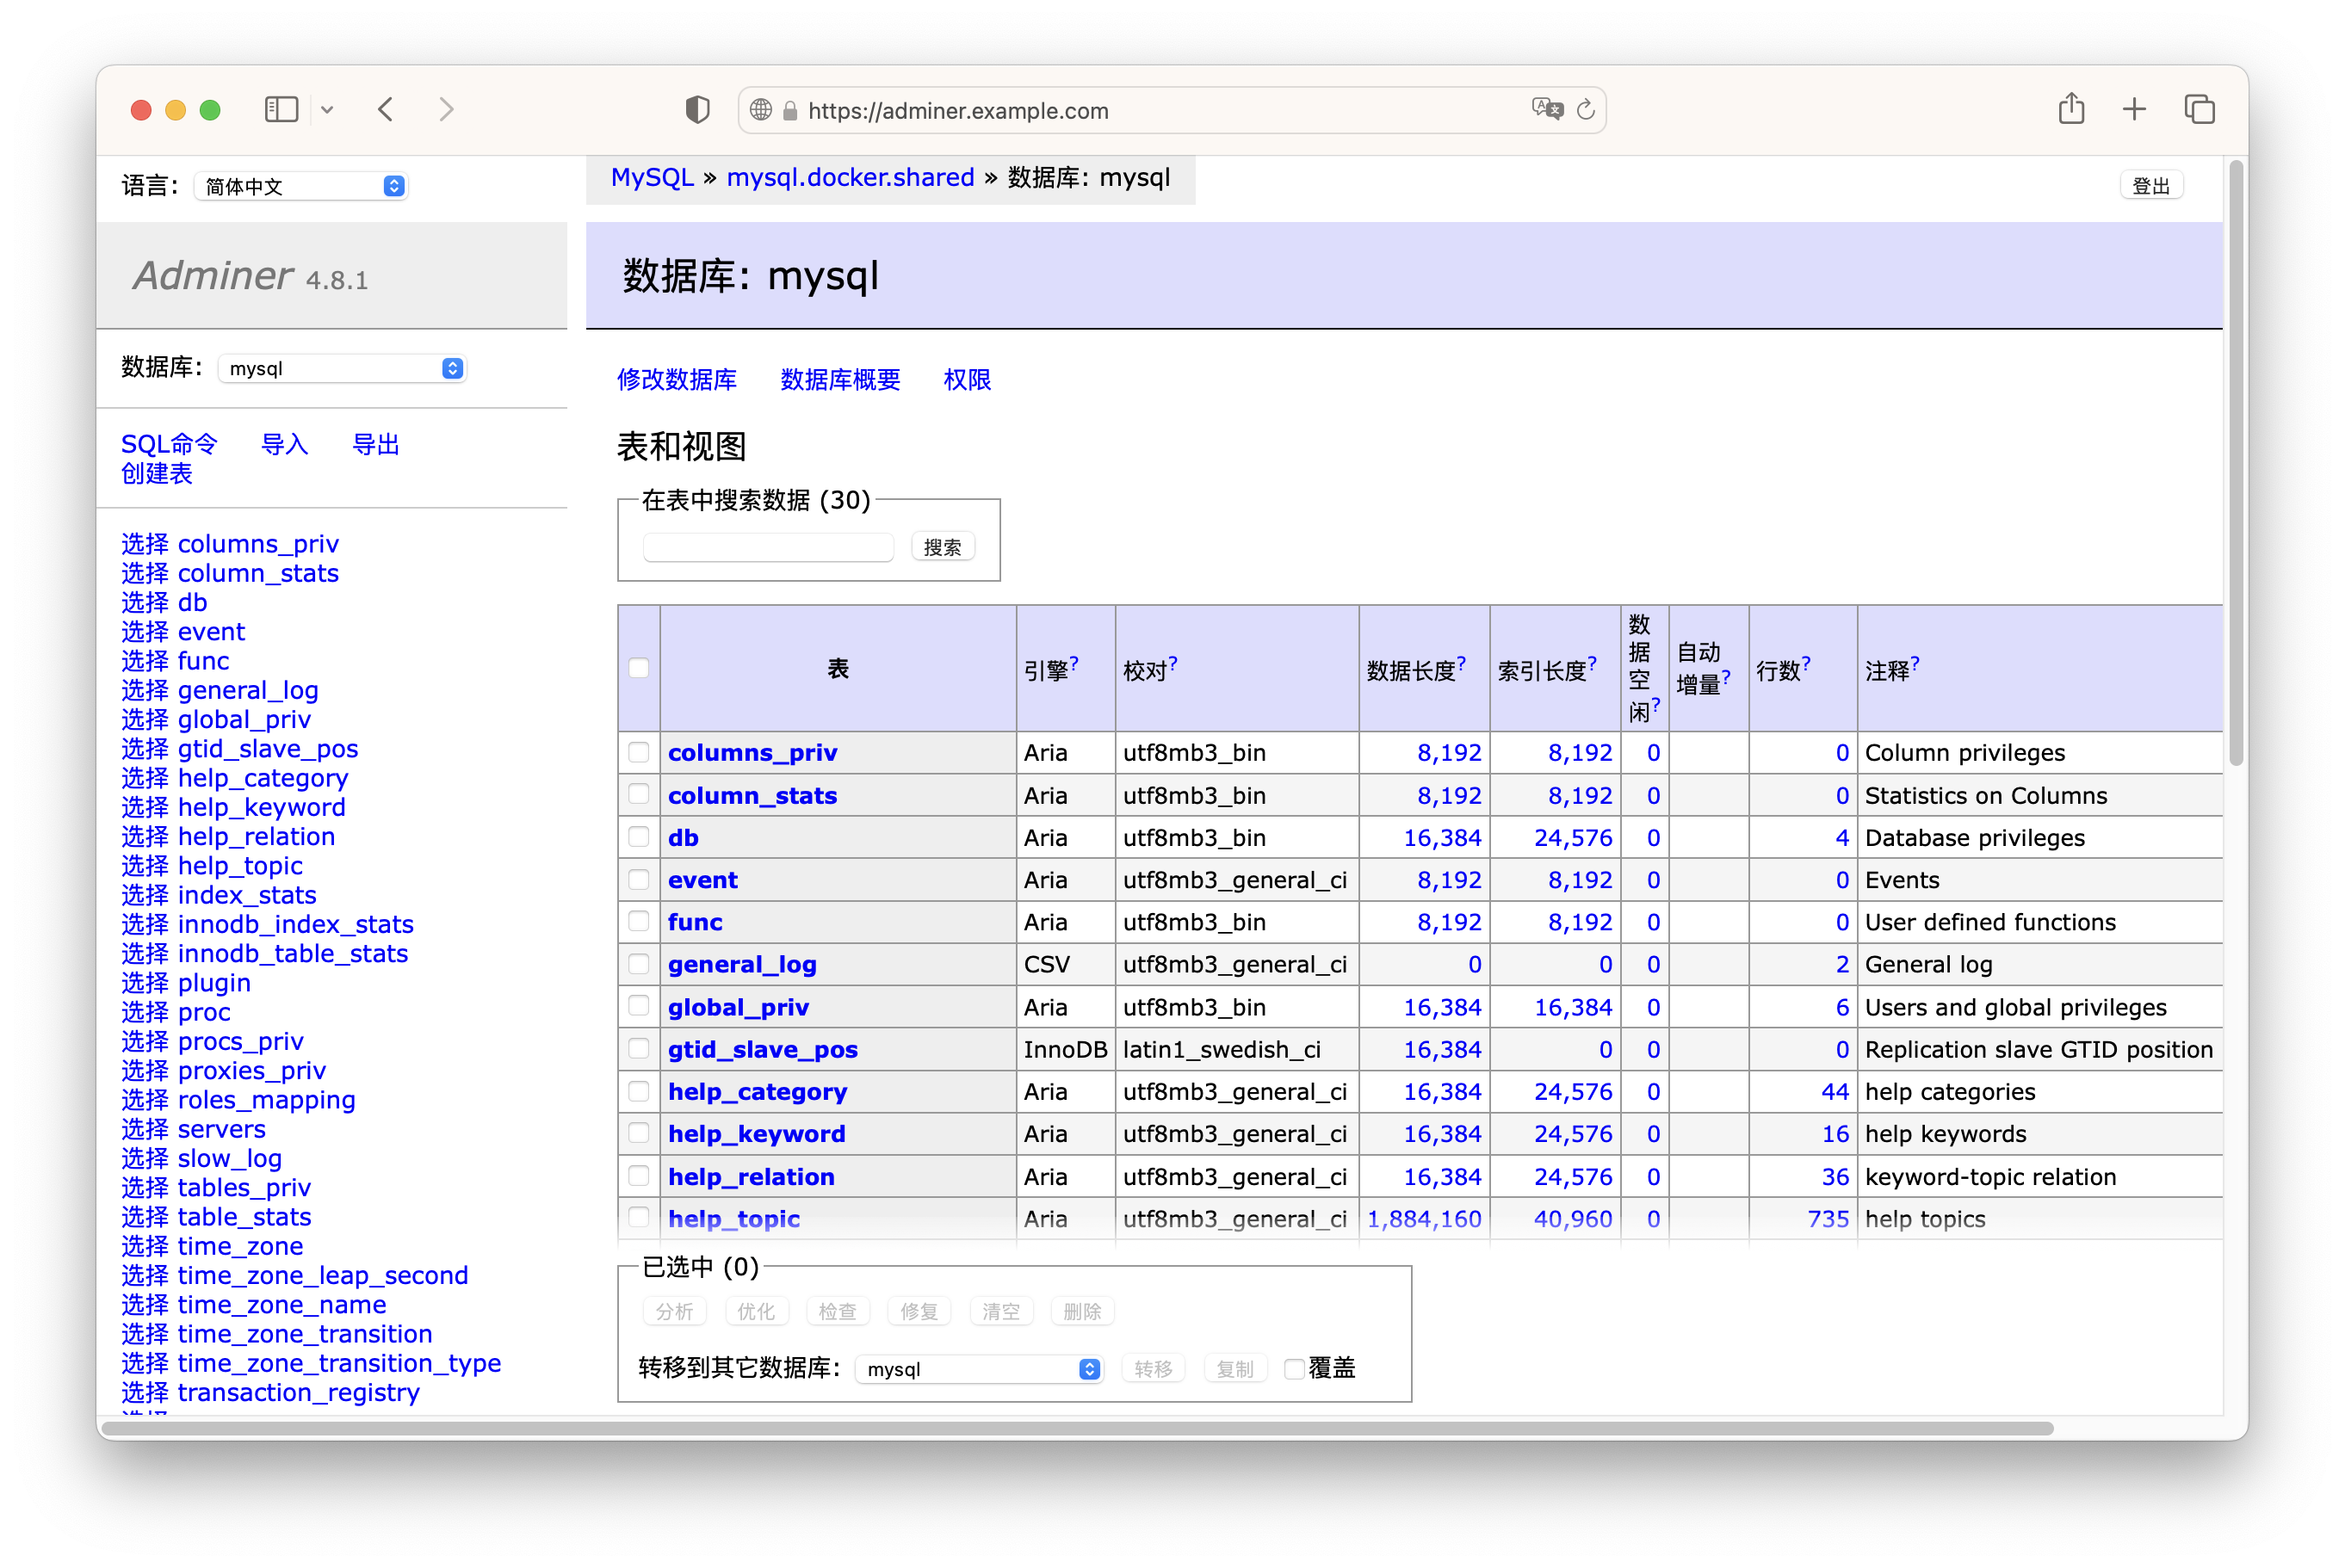 https://adminer.example.com
语言: 简体中文
MySQL » mysql.docker.shared » 数据库: mysql
登出
Adminer 4.8.1
数据库: mysql
数据库: mysql
SQL命令 导入 导出
创建表
选择 columns_priv
选择 column_stats
选择 db
选择 event
选择 func
选择 general_log
选择 global_priv
选择 gtid_slave_pos
选择 help_category
选择 help_keyword
选择 help_relation
选择 help_topic
选择 index_stats
选择 innodb_index_stats
选择 innodb_table_stats
选择 plugin
选择 proc
选择 procs_priv
选择 proxies_priv
选择 roles_mapping
选择 servers
选择 slow_log
选择 tables_priv
选择 table_stats
选择 time_zone
选择 time_zone_leap_second
选择 time_zone_name
选择 time_zone_transition
选择 time_zone_transition_type
选择 transaction_registry
修改数据库 数据库概要 权限
表和视图
在表中搜索数据 (30)
搜索
表 引擎? 校对? 数据长度? 索引长度? 数据空闲? 自动增量? 行数? 注释?
columns_priv Aria utf8mb3_bin 8,192 8,192 0 0 Column privileges
column_stats Aria utf8mb3_bin 8,192 8,192 0 0 Statistics on Columns
db Aria utf8mb3_bin 16,384 24,576 0 4 Database privileges
event Aria utf8mb3_general_ci 8,192 8,192 0 0 Events
func Aria utf8mb3_bin 8,192 8,192 0 0 User defined functions
general_log CSV utf8mb3_general_ci 0 0 0 2 General log
global_priv Aria utf8mb3_bin 16,384 16,384 0 6 Users and global privileges
gtid_slave_pos InnoDB latin1_swedish_ci 16,384 0 0 0 Replication slave GTID position
help_category Aria utf8mb3_general_ci 16,384 24,576 0 44 help categories
help_keyword Aria utf8mb3_general_ci 16,384 24,576 0 16 help keywords
help_relation Aria utf8mb3_general_ci 16,384 24,576 0 36 keyword-topic relation
help_topic Aria utf8mb3_general_ci 1,884,160 40,960 0 735 help topics
已选中 (0)
分析 优化 检查 修复 清空 删除
转移到其它数据库: mysql 转移 复制 覆盖